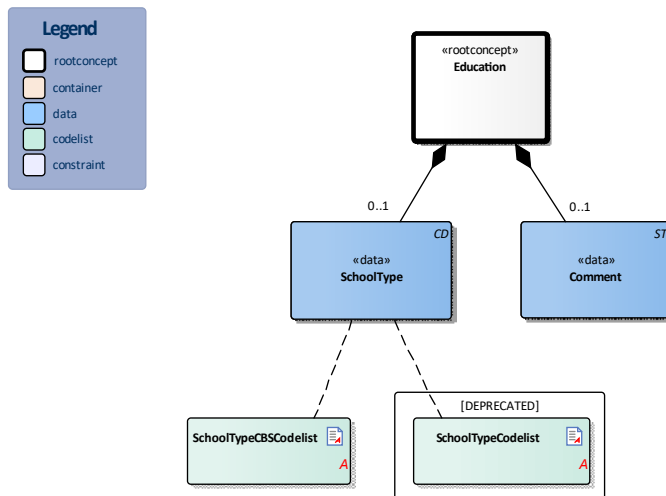 Legend
rootconcept
container
data
codelist
constraint
«rootconcept»
Education
0..1
0..1
CD
«data»
SchoolType
ST
«data»
Comment
SchoolTypeCBSCodelist
A
[DEPRECATED]
SchoolTypeCodelist
A